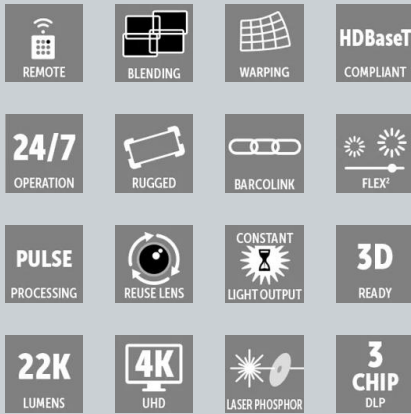 REMOTE
BLENDING
WARPING
HDBaseT
COMPLIANT
24/7
OPERATION
RUGGED
BARCOLINK
FLEX²
PULSE
PROCESSING
REUSE LENS
CONSTANT
LIGHT OUTPUT
3D
READY
22K
LUMENS
4K
UHD
LASER PHOSPHOR
3
CHIP
DLP